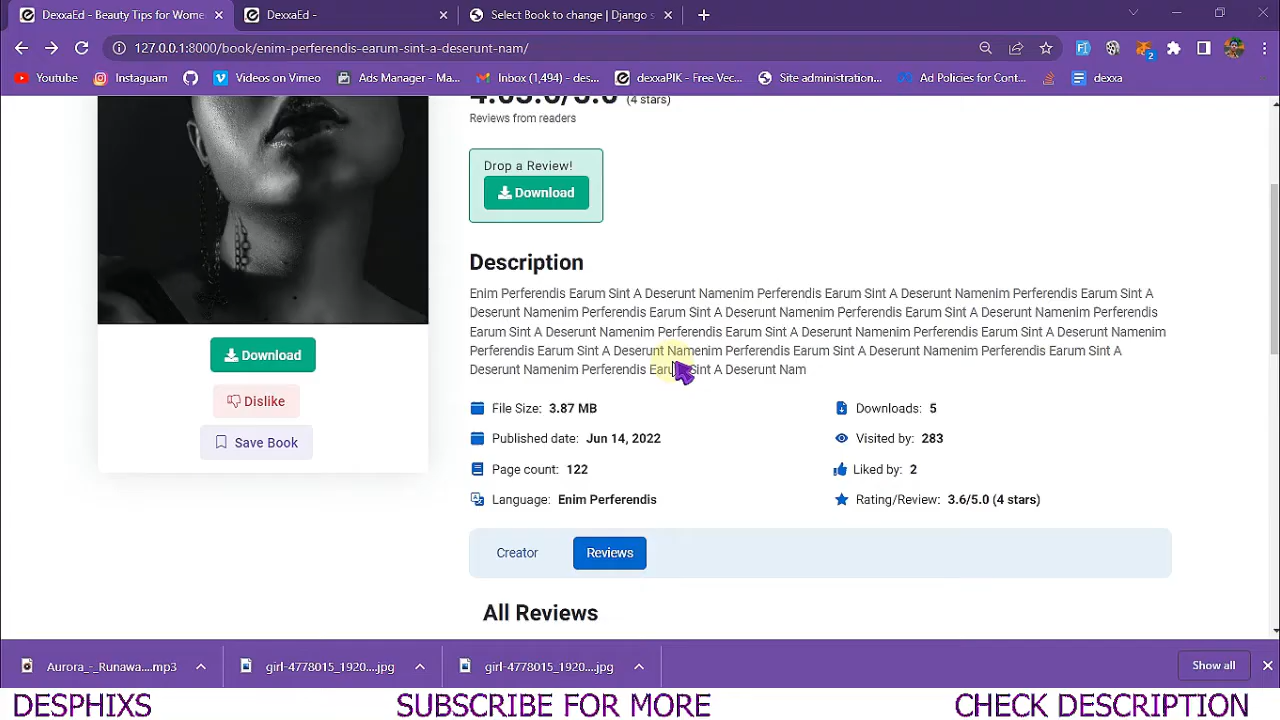 DexxaEd - Beauty Tips for Wome
DexxaEd -
Select Book to change | Django s
127.0.0.1:8000/book/enim-perferendis-earum-sint-a-deserunt-nam/
2
Youtube
Instaguam
Videos on Vimeo
Ads Manager - Ma...
Inbox (1,494) - des...
dexxaPIK - Free Vec...
Site administration...
Ad Policies for Cont...
dexxa
(4 stars)
Reviews from readers
Drop a Review!
Download
Description
Enim Perferendis Earum Sint A Deserunt Namenim Perferendis Earum Sint A Deserunt Namenim Perferendis Earum Sint A
Deserunt Namenim Perferendis Earum Sint A Deserunt Namenim Perferendis Earum Sint A Deserunt Namenim Perferendis
Earum Sint A Deserunt Namenim Perferendis Earum Sint A Deserunt Namenim Perferendis Earum Sint A Deserunt Namenim
Perferendis Earum Sint A Deserunt Namenim Perferendis Earum Sint A Deserunt Namenim Perferendis Earum Sint A
Deserunt Namenim Perferendis Earum Sint A Deserunt Nam
Download
Dislike
Save Book
File Size: 3.87 MB
Downloads: 5
Published date: Jun 14, 2022
Visited by: 283
Page count: 122
Liked by: 2
Language: Enim Perferendis
Rating/Review: 3.6/5.0 (4 stars)
Creator
Reviews
All Reviews
Aurora_-_Runawa....mp3
girl-4778015_1920....jpg
girl-4778015_1920....jpg
Show all
DESPHIXS
SUBSCRIBE FOR MORE
CHECK DESCRIPTION